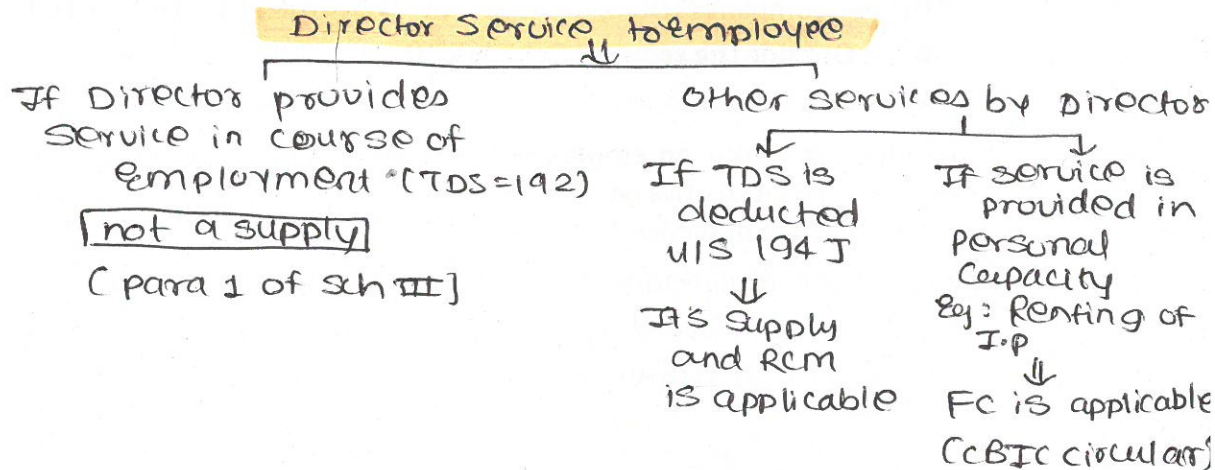 Director Service to employee
If Director provides
service in course of
employment (TDS=192)
not a supply
(para 1 of sch III]
Other services by Director
If TDS is
deducted
u/s 194J
It's supply
and RCM
is applicable
If service is
provided in
personal
capacity
Eg: Renting of
I.P
FC is applicable
(CBIC circular)